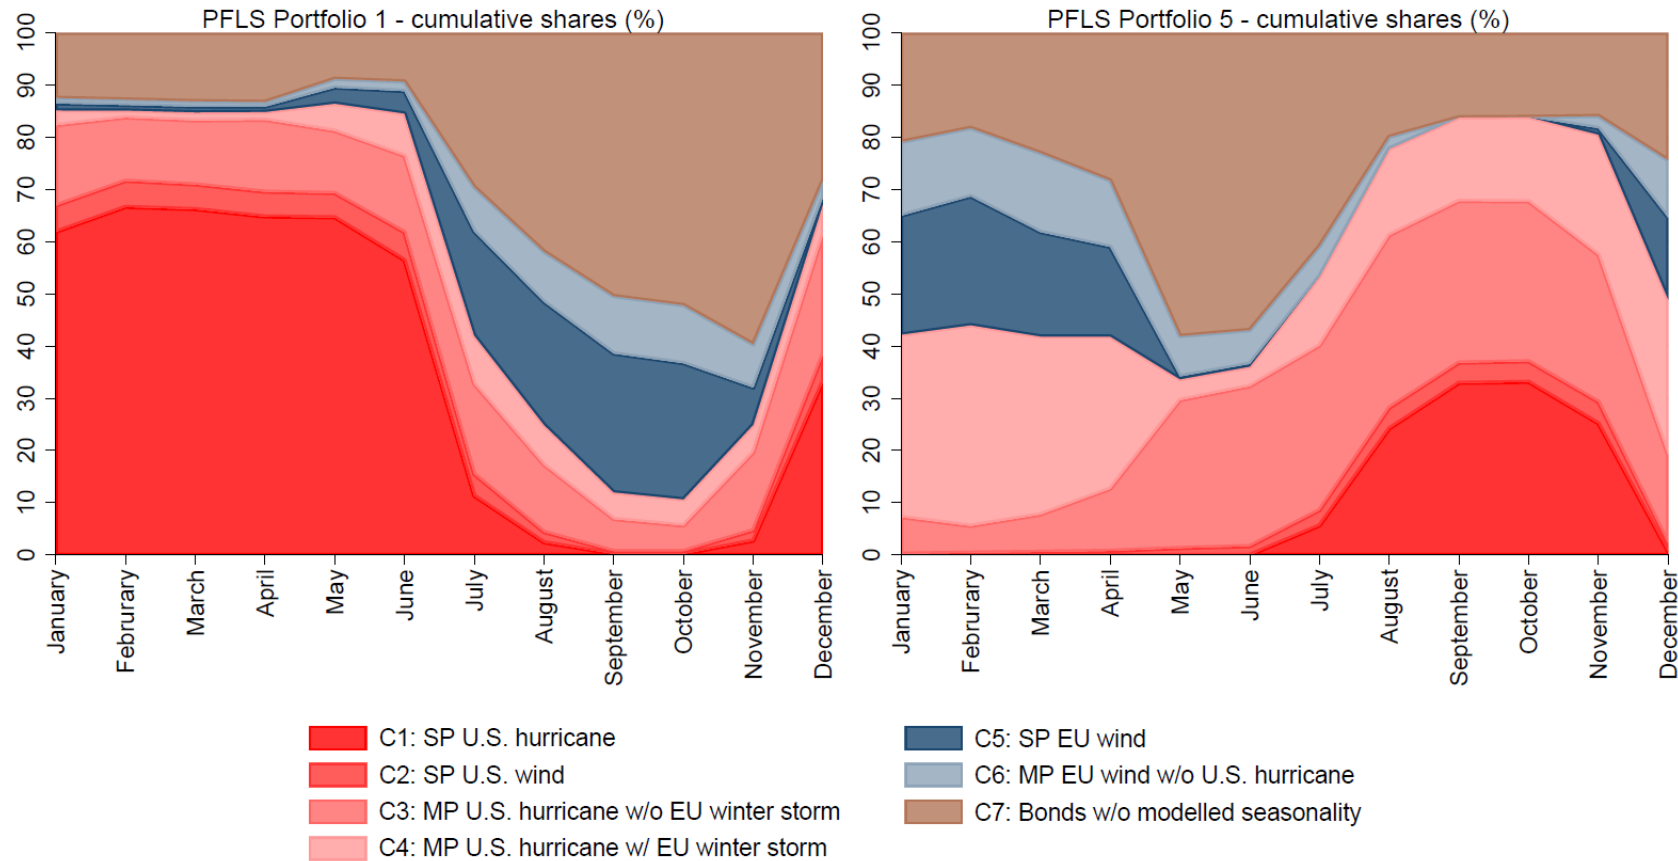 PFLS Portfolio 1 - cumulative shares (%)
100
90
80
70
60
50
40
30
20
10
0
January
Februrary
March
April
May
June
July
August
September
October
November
December
PFLS Portfolio 5 - cumulative shares (%)
100
90
80
70
60
50
40
30
20
10
0
January
Februrary
March
April
May
June
July
August
September
October
November
December
C1: SP U.S. hurricane
C2: SP U.S. wind
C3: MP U.S. hurricane w/o EU winter storm
C4: MP U.S. hurricane w/ EU winter storm
C5: SP EU wind
C6: MP EU wind w/o U.S. hurricane
C7: Bonds w/o modelled seasonality